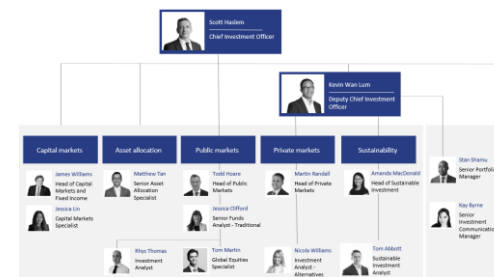 Scott Haslem
Chief Investment Officer
Kevin Wan Lum
Deputy Chief Investment
Officer
Capital markets
Asset allocation
Public markets
Private markets
Sustainability
James Williams
Head of Capital
Markets and
Fixed Income
Jessica Lin
Capital Markets
Specialist
Matthew Tan
Senior Asset
Allocation
Specialist
Rhys Thomas
Investment
Analyst
Todd Hoare
Head of Public
Markets
Jessica Clifford
Senior Funds
Analyst - Traditional
Tom Martin
Global Equities
Specialist
Martin Randall
Head of Private
Markets
Nicola Williams
Investment
Analyst -
Alternatives
Amanda MacDonald
Head of Sustainable
Investment
Tom Abbott
Sustainable
Investment
Analyst
Stan Shamu
Senior Portfolio
Manager
Kay Byrne
Senior
Investment
Communicatio
Manager